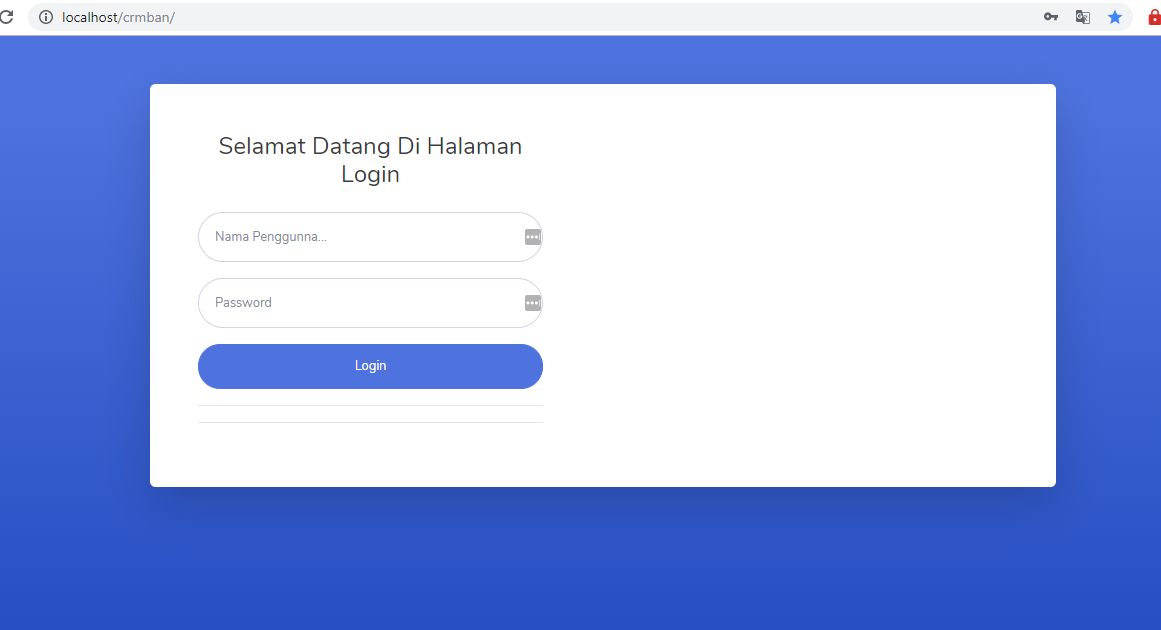 localhost/crmban/
Selamat Datang Di Halaman
Login
Nama Penggunna...
Password
Login